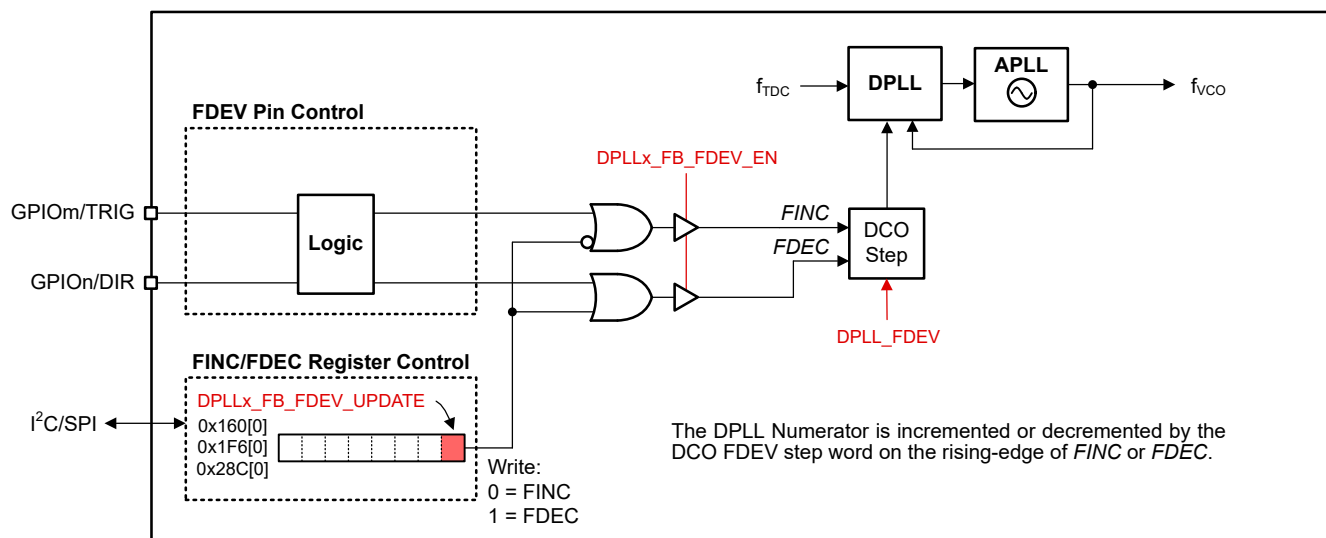 FDEV Pin Control
GPIOm/TRIG
GPIOn/DIR
Logic
DPLLx_FB_FDEV_EN
FINC
FDEC
DCO
Step
DPLL_FDEV
fTDC
DPLL
APLL
fVCO
FINC/FDEC Register Control
I²C/SPI
DPLLx_FB_FDEV_UPDATE
0x160[0]
0x1F6[0]
0x28C[0]
Write:
0 = FINC
1 = FDEC
The DPLL Numerator is incremented or decremented by the
DCO FDEV step word on the rising-edge of FINC or FDEC.